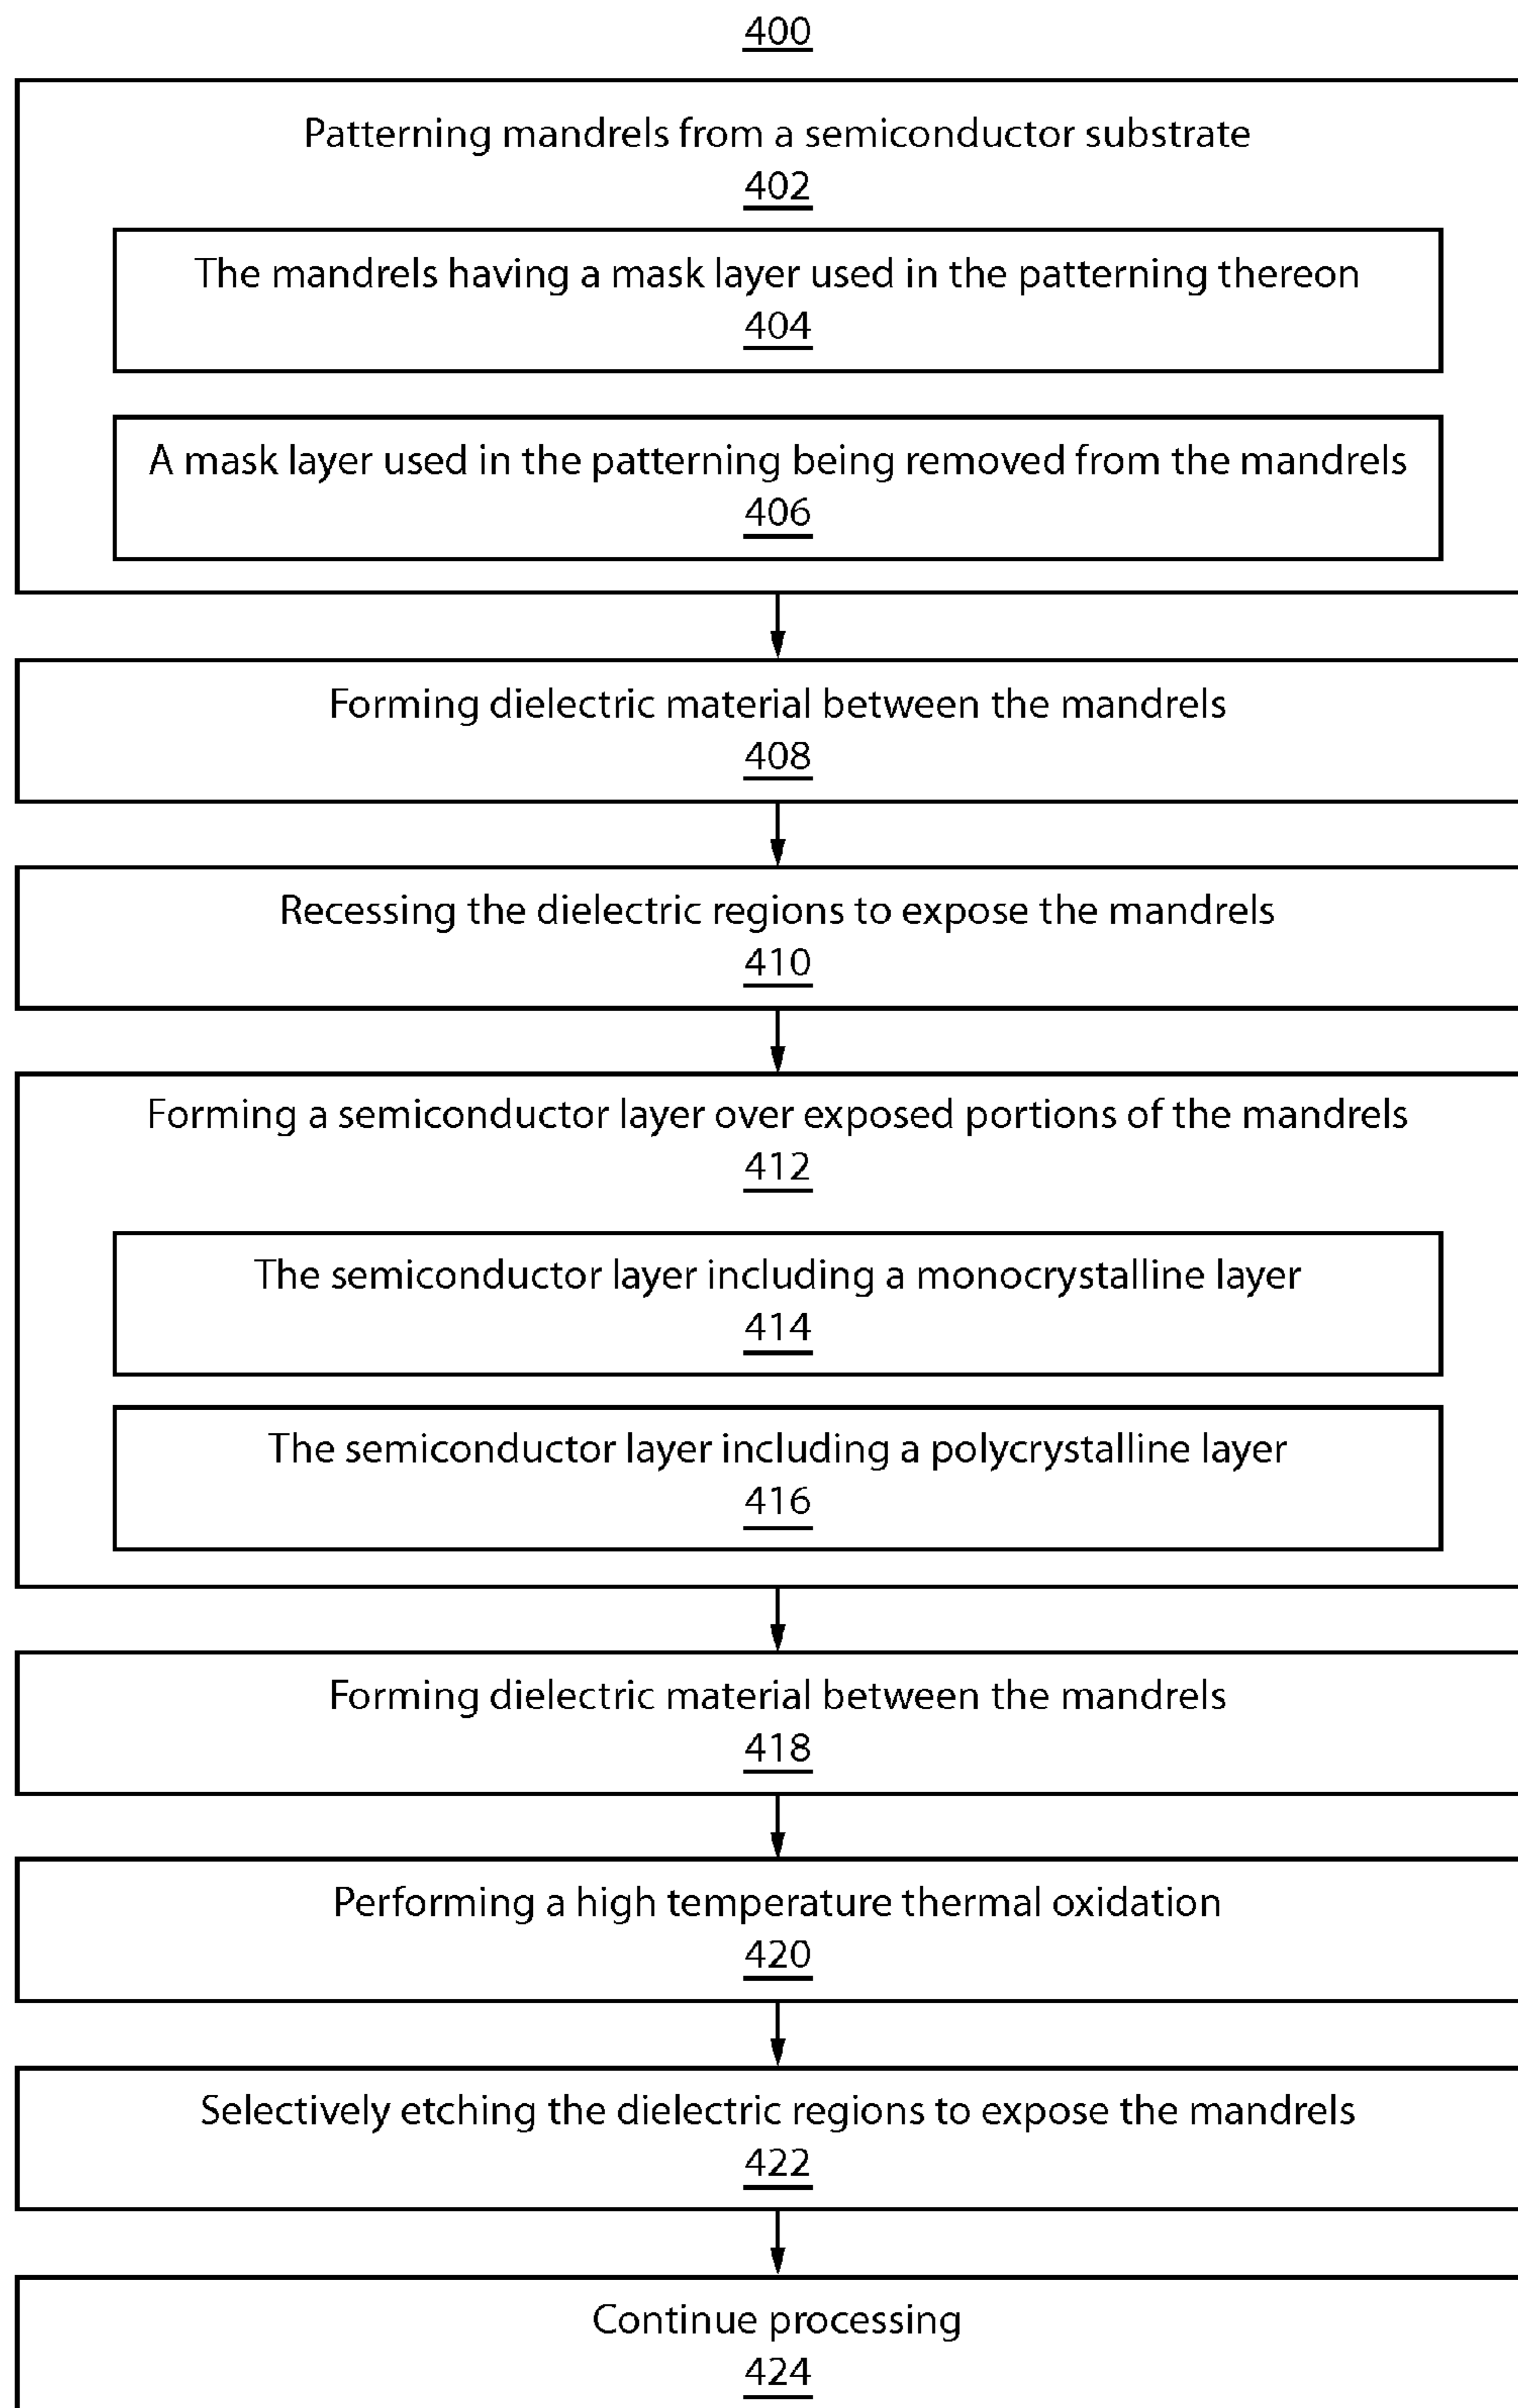 400
Patterning mandrels from a semiconductor substrate
402
The mandrels having a mask layer used in the patterning thereon
404
A mask layer used in the patterning being removed from the mandrels
406
Forming dielectric material between the mandrels
408
Recessing the dielectric regions to expose the mandrels
410
Forming a semiconductor layer over exposed portions of the mandrels
412
The semiconductor layer including a monocrystalline layer
414
The semiconductor layer including a polycrystalline layer
416
Forming dielectric material between the mandrels
418
Performing a high temperature thermal oxidation
420
Selectively etching the dielectric regions to expose the mandrels
422
Continue processing
424